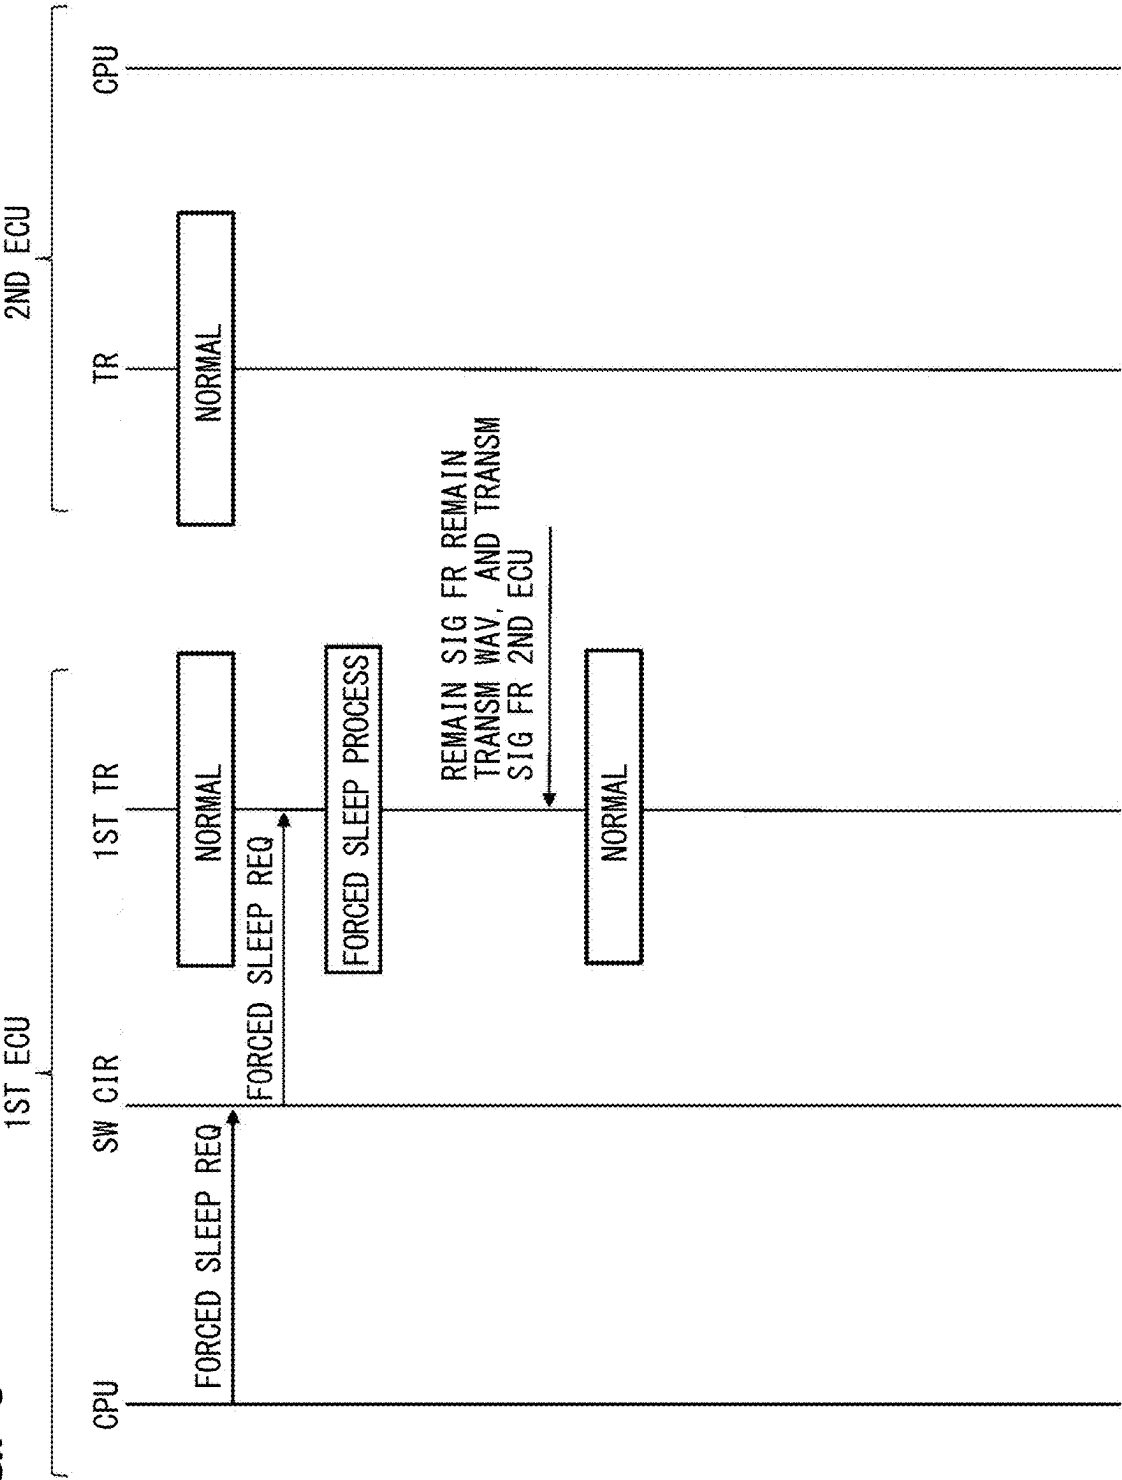 1ST ECU
2ND ECU
CPU
SW CIR
1ST TR
TR
CPU
NORMAL
NORMAL
FORCED SLEEP REQ
FORCED SLEEP REQ
FORCED SLEEP PROCESS
REMAIN SIG FR REMAIN
TRANSM WAV, AND TRANSM
SIG FR 2ND ECU
NORMAL